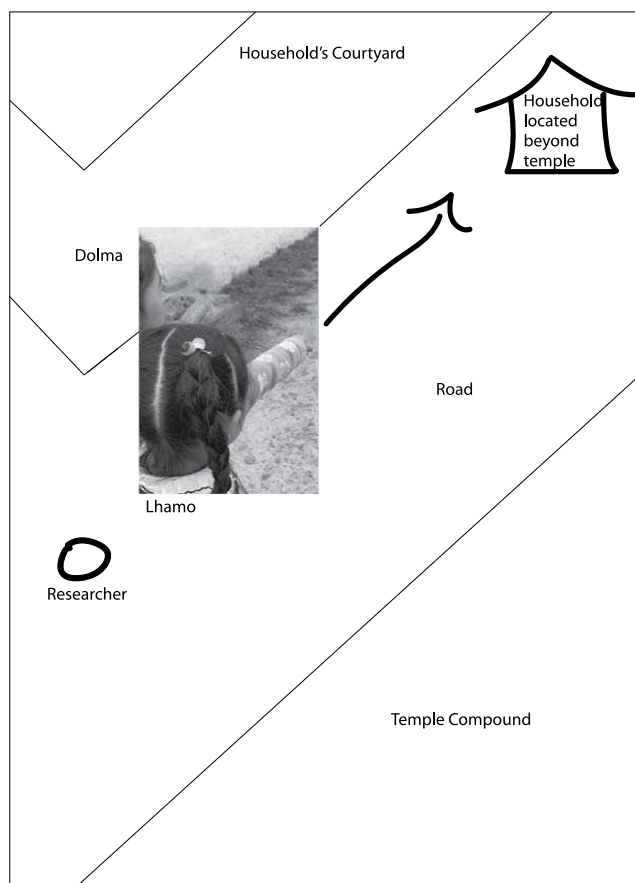 Household's Courtyard
Household
located
beyond
temple
Dolma
Road
Lhamo
Researcher
Temple Compound